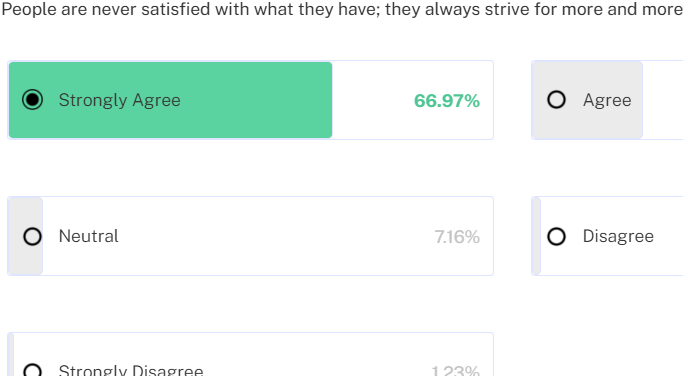 People are never satisfied with what they have; they always strive for more and more
Strongly Agree 66.97% Agree
Neutral 7.16% Disagree
Strongly Disagree 1.23%